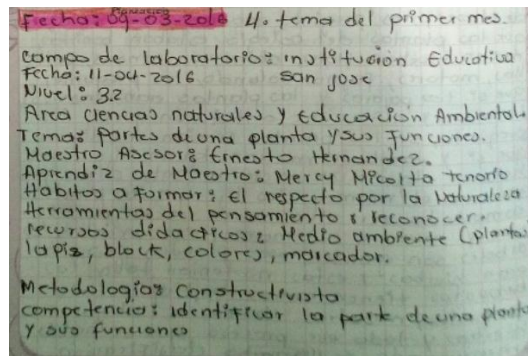 Fecha: 09-03-2016 4. tema del primer mes.
campo de laboratorio: institución Educativa
Fecha: 11-04-2016 san jose
Nivel: 3.2
Area ciencias naturales y Educación Ambiental
Tema: partes de una planta y sus funciones.
Maestro Asesor: Ernesto Hernandez.
Aprendiz de Maestro: Mercy Micolta tenorio
Habitos a formar: El respeto por la Naturaleza
Herramientas del pensamiento: reconocer.
recursos didacticos: Medio ambiente (planta)
lapiz, block, colores, marcador.
Metodologia: Constructivista
competencia: identificar la parte de una planta
y sus funciones